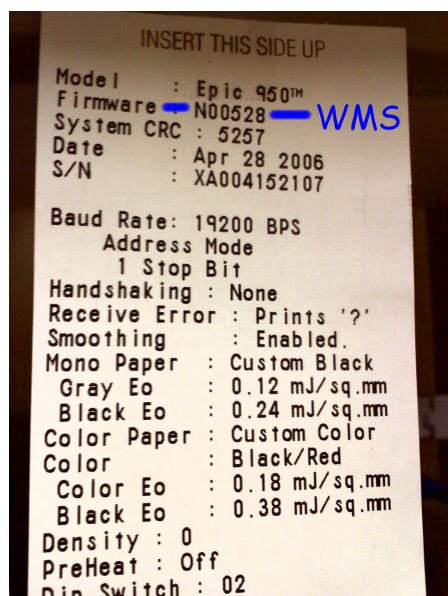 INSERT THIS SIDE UP
Model : Epic 950™
Firmware N00528 WMS
System CRC : 5257
Date : Apr 28 2006
S/N : XA004152107
Baud Rate: 19200 BPS
Address Mode
1 Stop Bit
Handshaking : None
Receive Error : Prints '?'
Smoothing : Enabled.
Mono Paper : Custom Black
Gray Eo : 0.12 mJ/sq.mm
Black Eo : 0.24 mJ/sq.mm
Color Paper : Custom Color
Color : Black/Red
Color Eo : 0.18 mJ/sq.mm
Black Eo : 0.38 mJ/sq.mm
Density : 0
PreHeat : Off
Dip Switch : 02